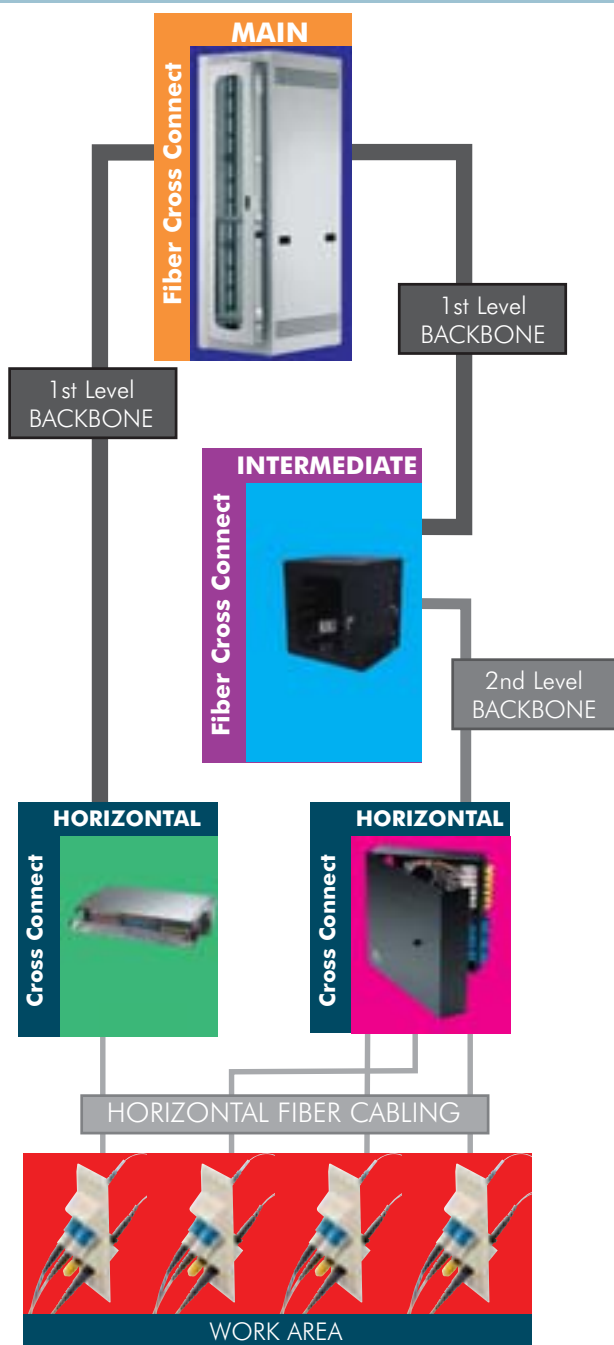 MAIN
Fiber Cross Connect
1st Level
BACKBONE
1st Level
BACKBONE
INTERMEDIATE
Fiber Cross Connect
2nd Level
BACKBONE
HORIZONTAL
Cross Connect
HORIZONTAL
Cross Connect
HORIZONTAL FIBER CABLING
WORK AREA